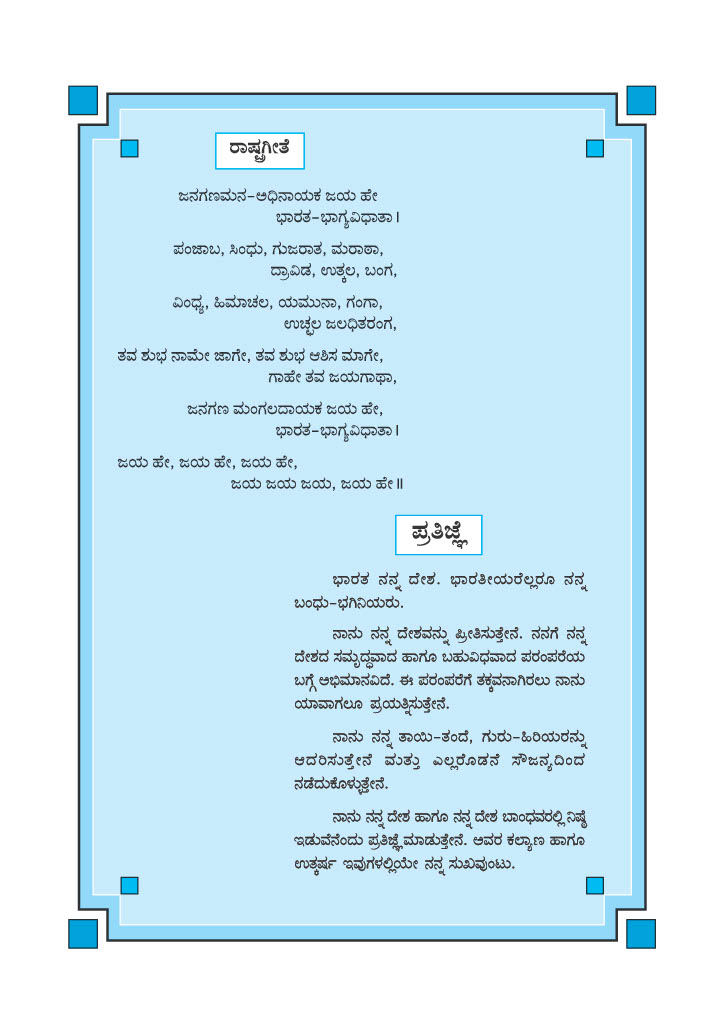 ರಾಷ್ಟ್ರಗೀತೆ
ಜನಗಣಮನ–ಅಧಿನಾಯಕ ಜಯ ಹೇ
ಭಾರತ–ಭಾಗ್ಯವಿಧಾತಾ।
ಪಂಜಾಬ, ಸಿಂಧು, ಗುಜರಾತ, ಮರಾಠಾ,
ದ್ರಾವಿಡ, ಉತ್ಕಲ, ಬಂಗ,
ವಿಂಧ್ಯ, ಹಿಮಾಚಲ, ಯಮುನಾ, ಗಂಗಾ,
ಉಚ್ಛಲ ಜಲಧಿತರಂಗ,
ತವ ಶುಭ ನಾಮೇ ಜಾಗೇ, ತವ ಶುಭ ಆಶಿಸ ಮಾಗೇ,
ಗಾಹೇ ತವ ಜಯಗಾಥಾ,
ಜನಗಣ ಮಂಗಲದಾಯಕ ಜಯ ಹೇ,
ಭಾರತ–ಭಾಗ್ಯವಿಧಾತಾ।
ಜಯ ಹೇ, ಜಯ ಹೇ, ಜಯ ಹೇ,
ಜಯ ಜಯ ಜಯ, ಜಯ ಹೇ॥
ಪ್ರತಿಜ್ಞೆ
ಭಾರತ ನನ್ನ ದೇಶ. ಭಾರತೀಯರೆಲ್ಲರೂ ನನ್ನ
ಬಂಧು–ಭಗಿನಿಯರು.
ನಾನು ನನ್ನ ದೇಶವನ್ನು ಪ್ರೀತಿಸುತ್ತೇನೆ. ನನಗೆ ನನ್ನ
ದೇಶದ ಸಮೃದ್ಧವಾದ ಹಾಗೂ ಬಹುವಿಧವಾದ ಪರಂಪರೆಯ
ಬಗ್ಗೆ ಅಭಿಮಾನವಿದೆ. ಈ ಪರಂಪರೆಗೆ ತಕ್ಕವನಾಗಿರಲು ನಾನು
ಯಾವಾಗಲೂ ಪ್ರಯತ್ನಿಸುತ್ತೇನೆ.
ನಾನು ನನ್ನ ತಾಯಿ–ತಂದೆ, ಗುರು–ಹಿರಿಯರನ್ನು
ಆದರಿಸುತ್ತೇನೆ ಮತ್ತು ಎಲ್ಲರೊಡನೆ ಸೌಜನ್ಯದಿಂದ
ನಡೆದುಕೊಳ್ಳುತ್ತೇನೆ.
ನಾನು ನನ್ನ ದೇಶ ಹಾಗೂ ನನ್ನ ದೇಶ ಬಾಂಧವರಲ್ಲಿ ನಿಷ್ಠೆ
ಇಡುವೆನೆಂದು ಪ್ರತಿಜ್ಞೆ ಮಾಡುತ್ತೇನೆ. ಅವರ ಕಲ್ಯಾಣ ಹಾಗೂ
ಉತ್ಕರ್ಷ ಇವುಗಳಲ್ಲಿಯೇ ನನ್ನ ಸುಖವುಂಟು.